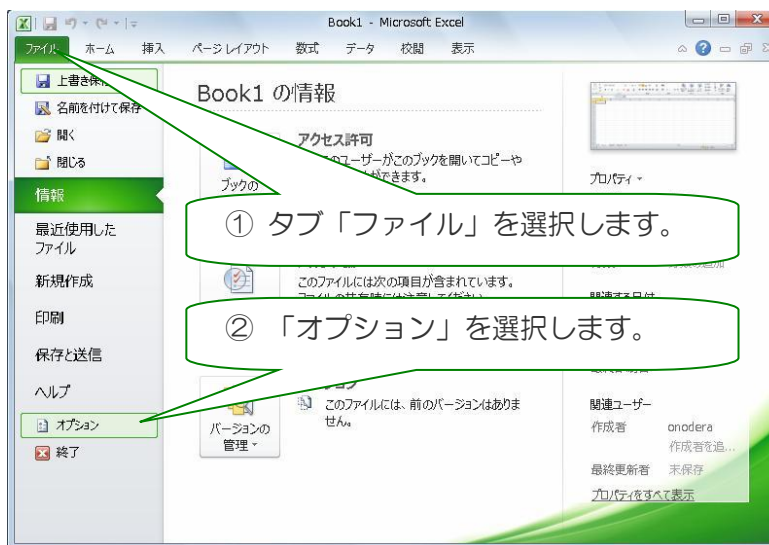 Book1 - Microsoft Excel
ファイル ホーム 挿入 ページ レイアウト 数式 データ 校閲 表示
上書き保存
名前を付けて保存
開く
閉じる
情報
最近使用した
ファイル
新規作成
印刷
保存と送信
ヘルプ
オプション
終了
Book1 の情報
アクセス許可
のユーザーがこのブックを開いてコピーや
できます。
ブックの
① タブ「ファイル」を選択します。
このファイルには次の項目が含まれています。
② 「オプション」を選択します。
このファイルには、前のバージョンはありま
せん。
バージョンの
管理
プロパティ
関連ユーザー
作成者 onodera
作成者を追...
最終更新者 未保存
プロパティをすべて表示